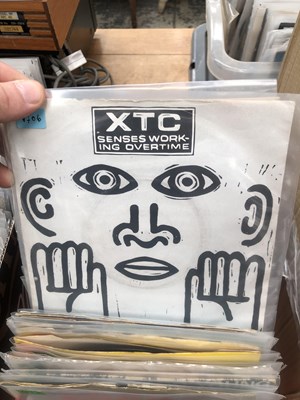 XTC
SENSES WORK-
ING OVERTIME